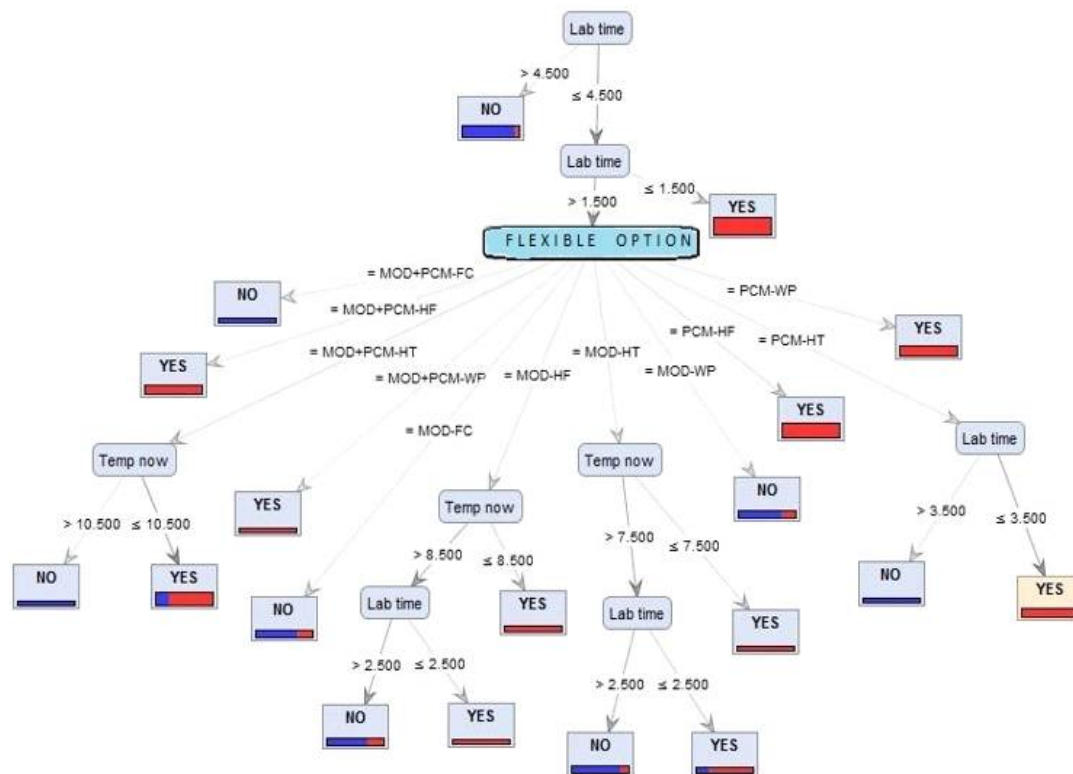 Lab time
> 4.500
≤ 4.500
NO
Lab time
≤ 1.500
> 1.500
YES
FLEXIBLE OPTION
= MOD+PCM-FC
= PCM-WP
NO
= MOD+PCM-HF
YES
= PCM-HF
= PCM-HT
= MOD+PCM-HT
= MOD-HT
YES
= MOD+PCM-WP
= MOD-HF
= MOD-WP
YES
= MOD-FC
Lab time
Temp now
Temp now
YES
Temp now
NO
> 3.500
≤ 3.500
> 10.500
≤ 10.500
> 7.500
≤ 7.500
> 8.500
≤ 8.500
NO
YES
NO
YES
NO
Lab time
YES
Lab time
YES
> 2.500
≤ 2.500
> 2.500
≤ 2.500
NO
YES
NO
YES